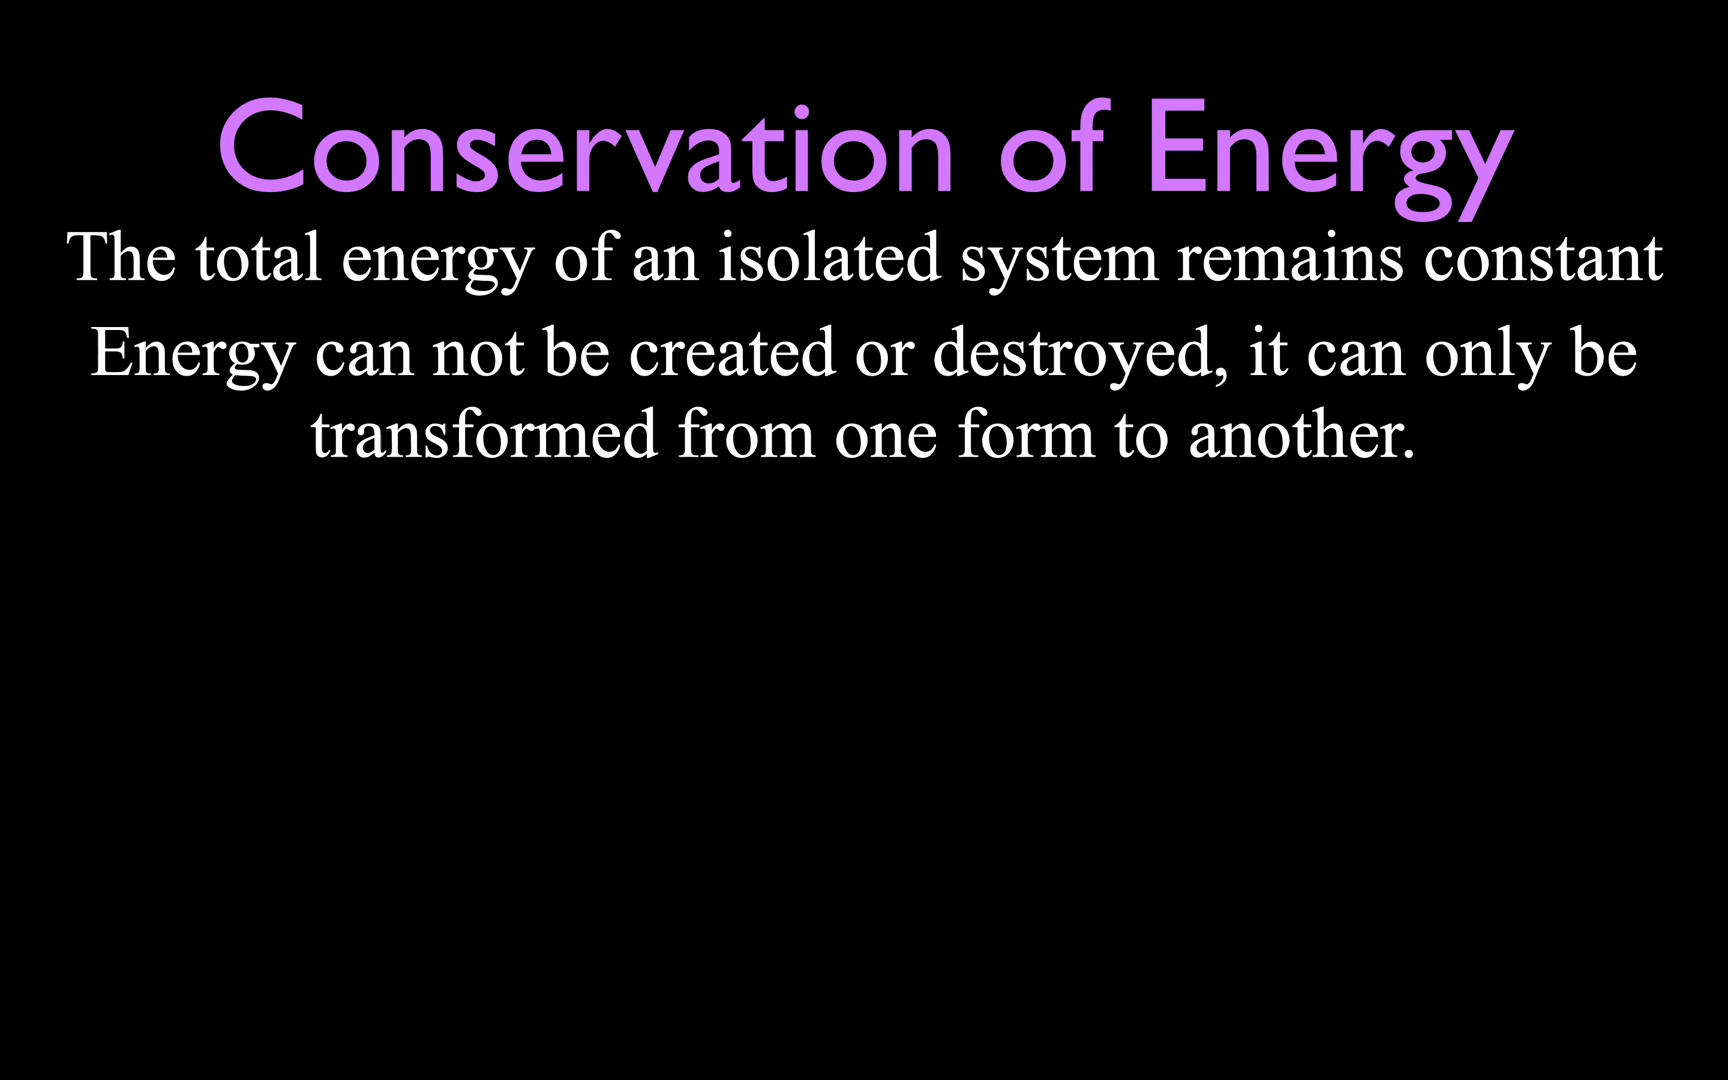 Conservation of Energy
The total energy of an isolated system remains constant
Energy can not be created or destroyed, it can only be
transformed from one form to another.